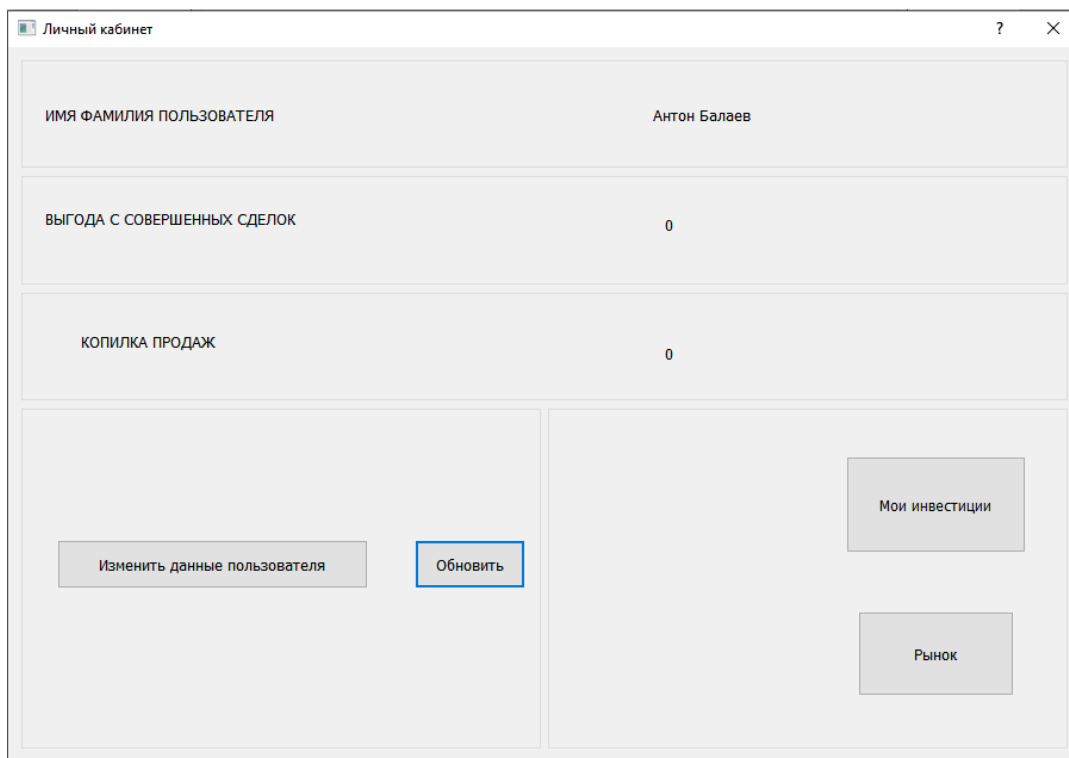 Личный кабинет
?
ИМЯ ФАМИЛИЯ ПОЛЬЗОВАТЕЛЯ Антон Балаев
ВЫГОДА С СОВЕРШЕННЫХ СДЕЛОК 0
КОПИЛКА ПРОДАЖ 0
Мои инвестиции
Изменить данные пользователя Обновить
Рынок